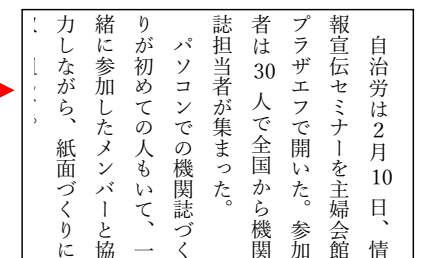 自治労は2月10日、情
報宣伝セミナーを主婦会館
プラザエフで開いた。参加
者は30人で全国から機関
誌担当者が集まった。
パソコンでの機関誌づく
りが初めての人もいて、一
緒に参加したメンバーと協
力しながら、紙面づくりに